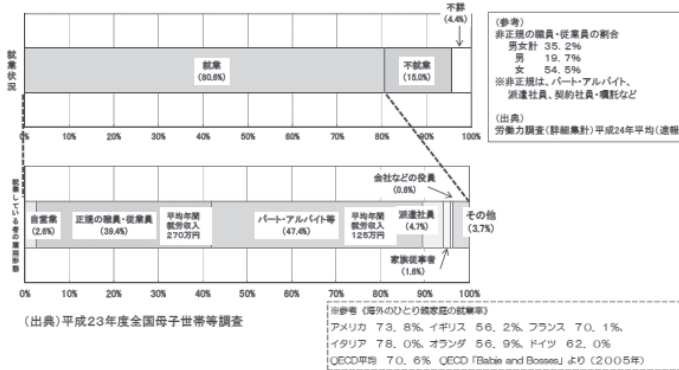 不詳
(4.4%)
就業状況
就業
(80.6%)
不就業
(15.0%)
0% 10% 20% 30% 40% 50% 60% 70% 80% 90% 100%
(参考)
非正規の職員・従業員の割合
男女計 35.2%
男 19.7%
女 54.5%
※非正規は、パート・アルバイト、
派遣社員、契約社員・嘱託など
(出典)
労働力調査(詳細集計)平成24年平均(速報
就業している者の雇用形態
会社などの役員
(0.6%)
自営業
(2.6%)
正規の職員・従業員
(39.4%)
平均年間
就労収入
270万円
パート・アルバイト等
(47.4%)
平均年間
就労収入
125万円
派遣社員
(4.7%)
その他
(3.7%)
家族従事者
(1.6%)
0% 10% 20% 30% 40% 50% 60% 70% 80% 90% 100%
(出典)平成23年度全国母子世帯等調査
※参考 《海外のひとり親家庭の就業率》
アメリカ 73.8%、イギリス 56.2%、フランス 70.1%、
イタリア 78.0%、オランダ 56.9%、ドイツ 62.0%
OECD平均 70.6% OECD「Babie and Bosses」より(2005年)